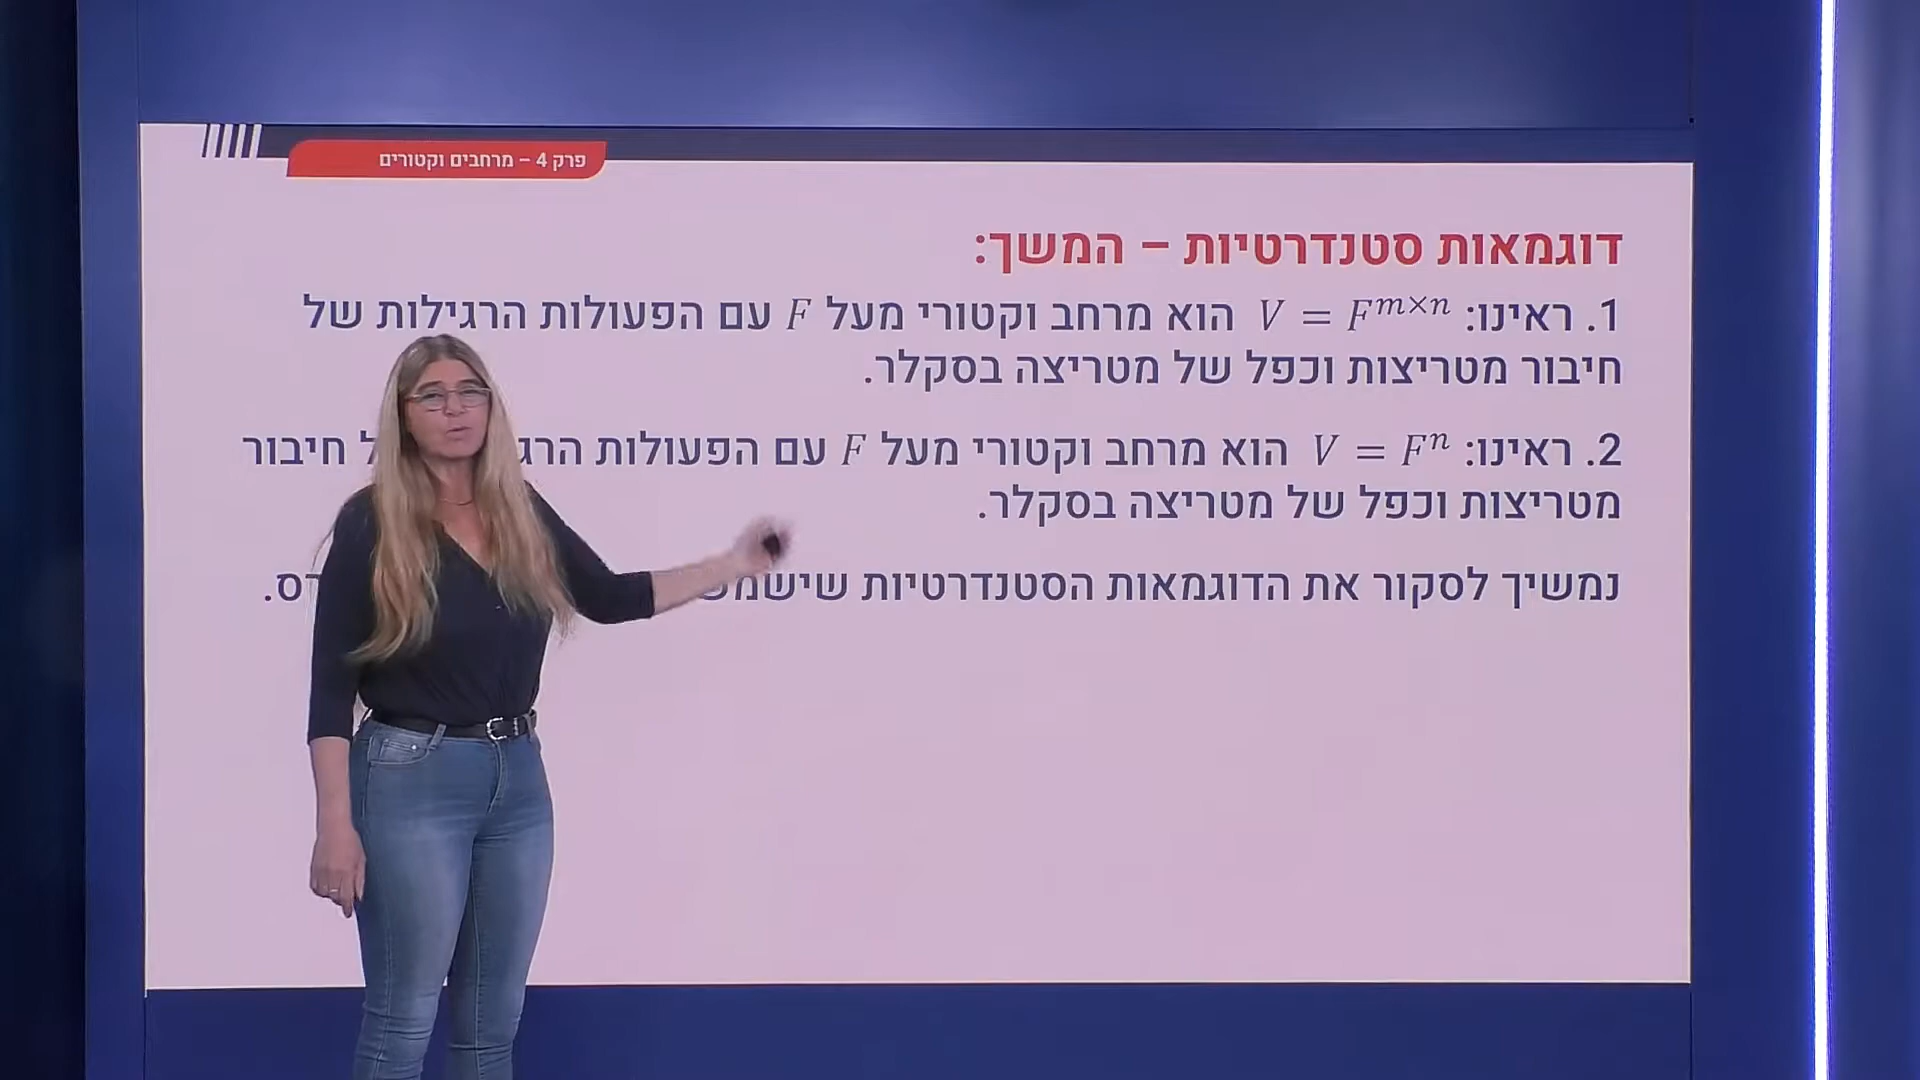 פרק 4 – מרחבים וקטורים
דוגמאות סטנדרטיות – המשך:
1. ראינו: V = F^{m×n} הוא מרחב וקטורי מעל F עם הפעולות הרגילות של
חיבור מטריצות וכפל של מטריצה בסקלר.
2. ראינו: V = F^n הוא מרחב וקטורי מעל F עם הפעולות חיבור
מטריצות וכפל של מטריצה בסקלר.
נמשיך לסקור את הדוגמאות הסטנדרטיות